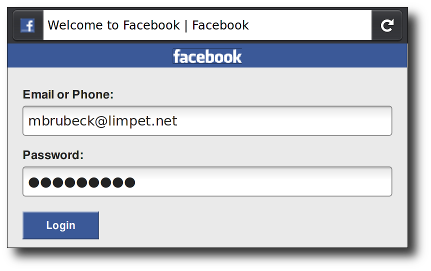 Welcome to Facebook | Facebook
facebook
Email or Phone:
mbrubeck@limpet.net
Password:
●●●●●●●●●
Login